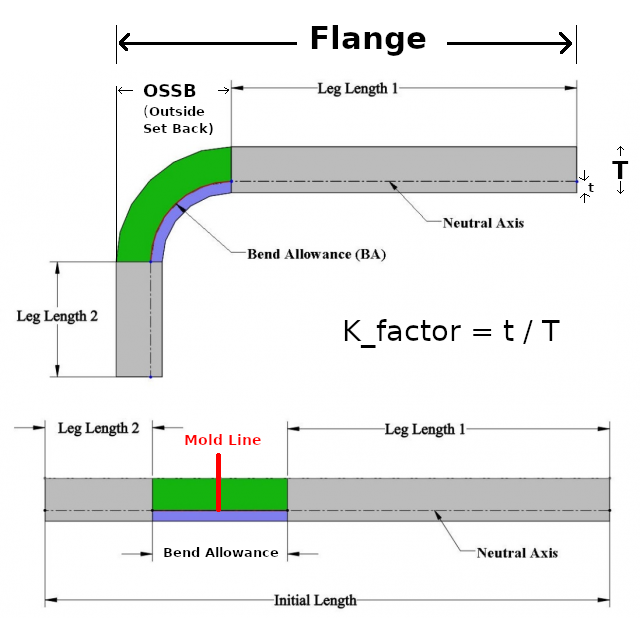 Flange
OSSB
(Outside
Set Back)
Leg Length 1
T
t
Neutral Axis
Bend Allowance (BA)
Leg Length 2
K_factor = t / T
Leg Length 2
Mold Line
Leg Length 1
Bend Allowance
Neutral Axis
Initial Length